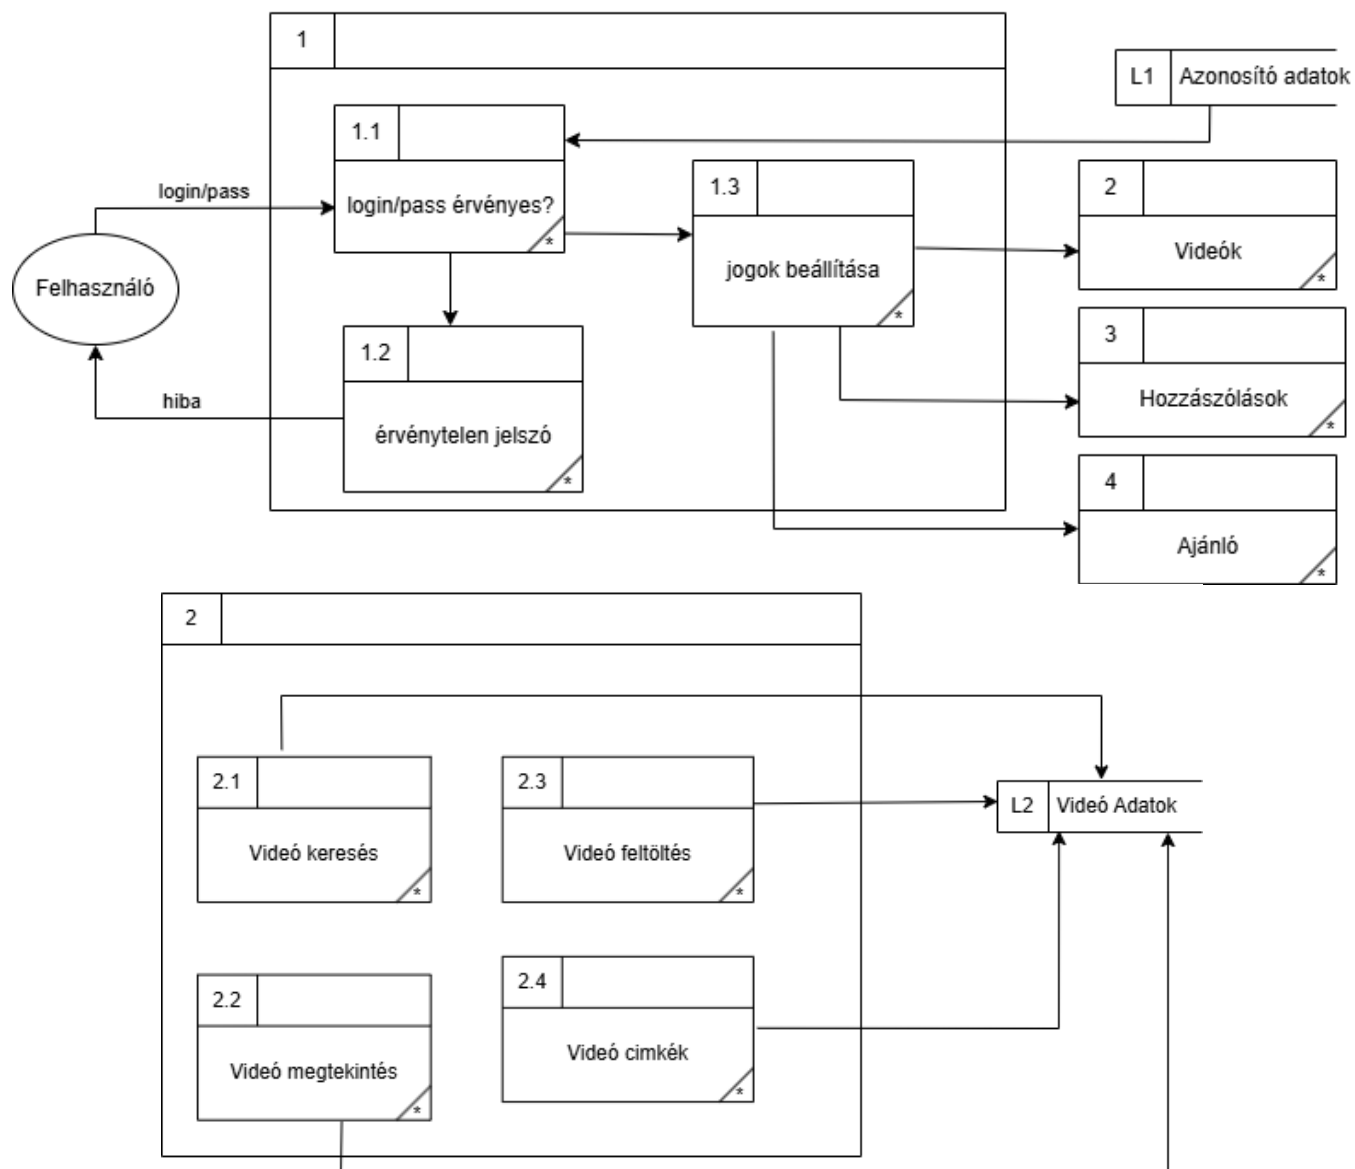 1
L1 Azonosító adatok
1.1
login/pass érvényes?
*
1.3
jogok beállítása
*
2
Videók
*
login/pass
Felhasználó
hiba
1.2
érvénytelen jelszó
*
3
Hozzászólások
*
4
Ajánló
*
2
2.1
Videó keresés
*
2.3
Videó feltöltés
*
L2 Videó Adatok
2.2
Videó megtekintés
*
2.4
Videó cimkék
*